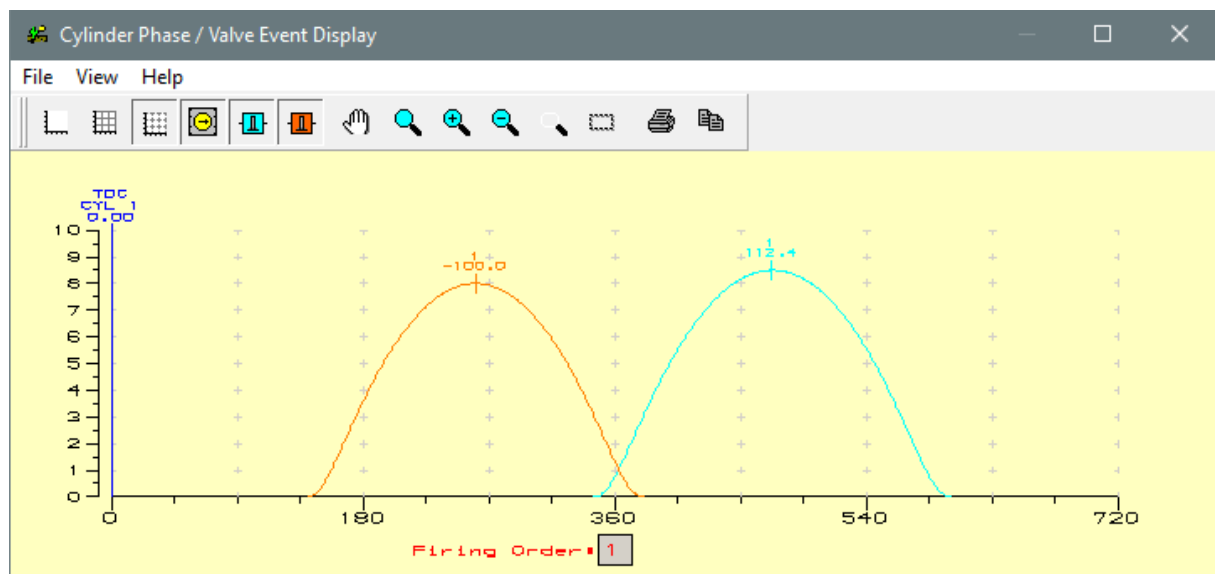 Cylinder Phase / Valve Event Display
File View Help
TDC
CYL 1
0.00
10
9
8
7
6
5
4
3
2
1
0
1
-100.0
1
112.4
0 180 360 540 720
Firing Order: 1